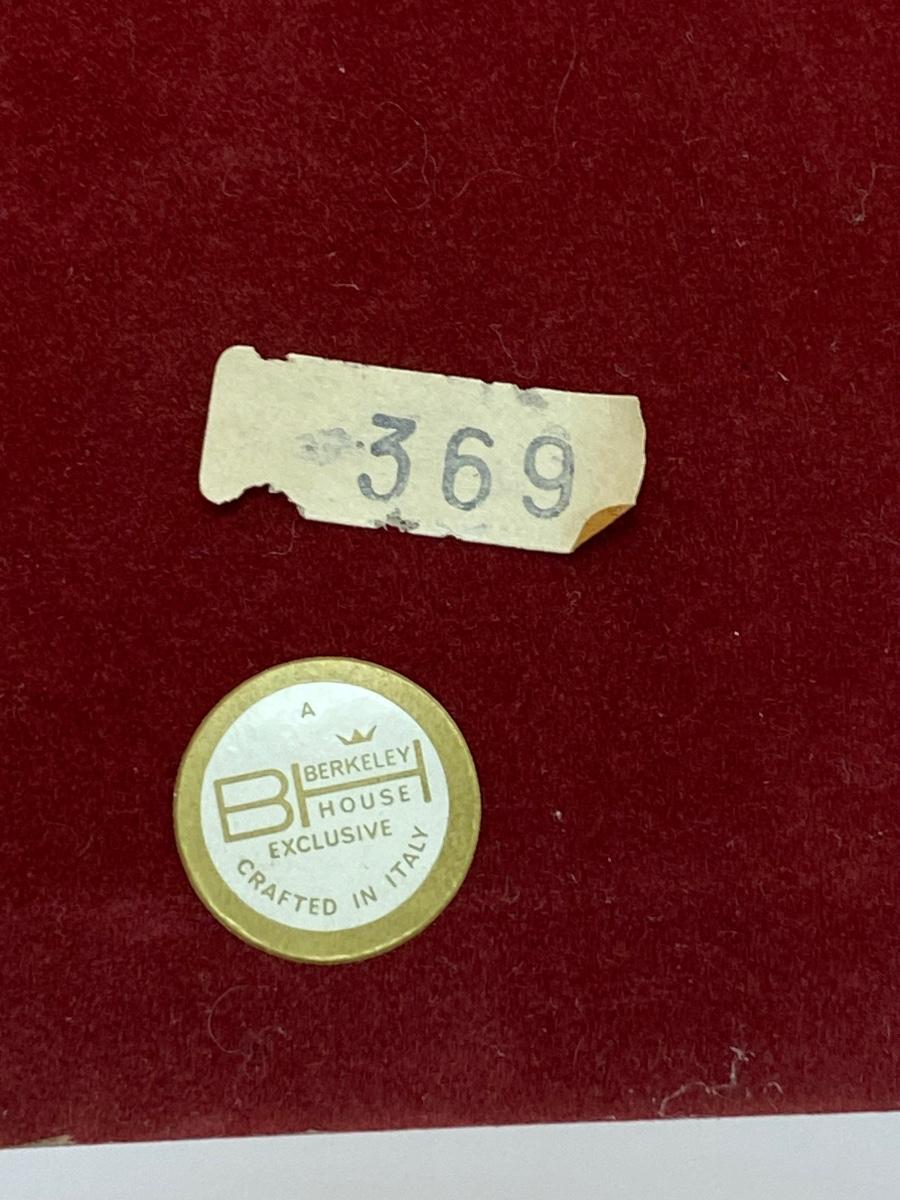 369
A
BH
BERKELEY
HOUSE
EXCLUSIVE
CRAFTED IN ITALY